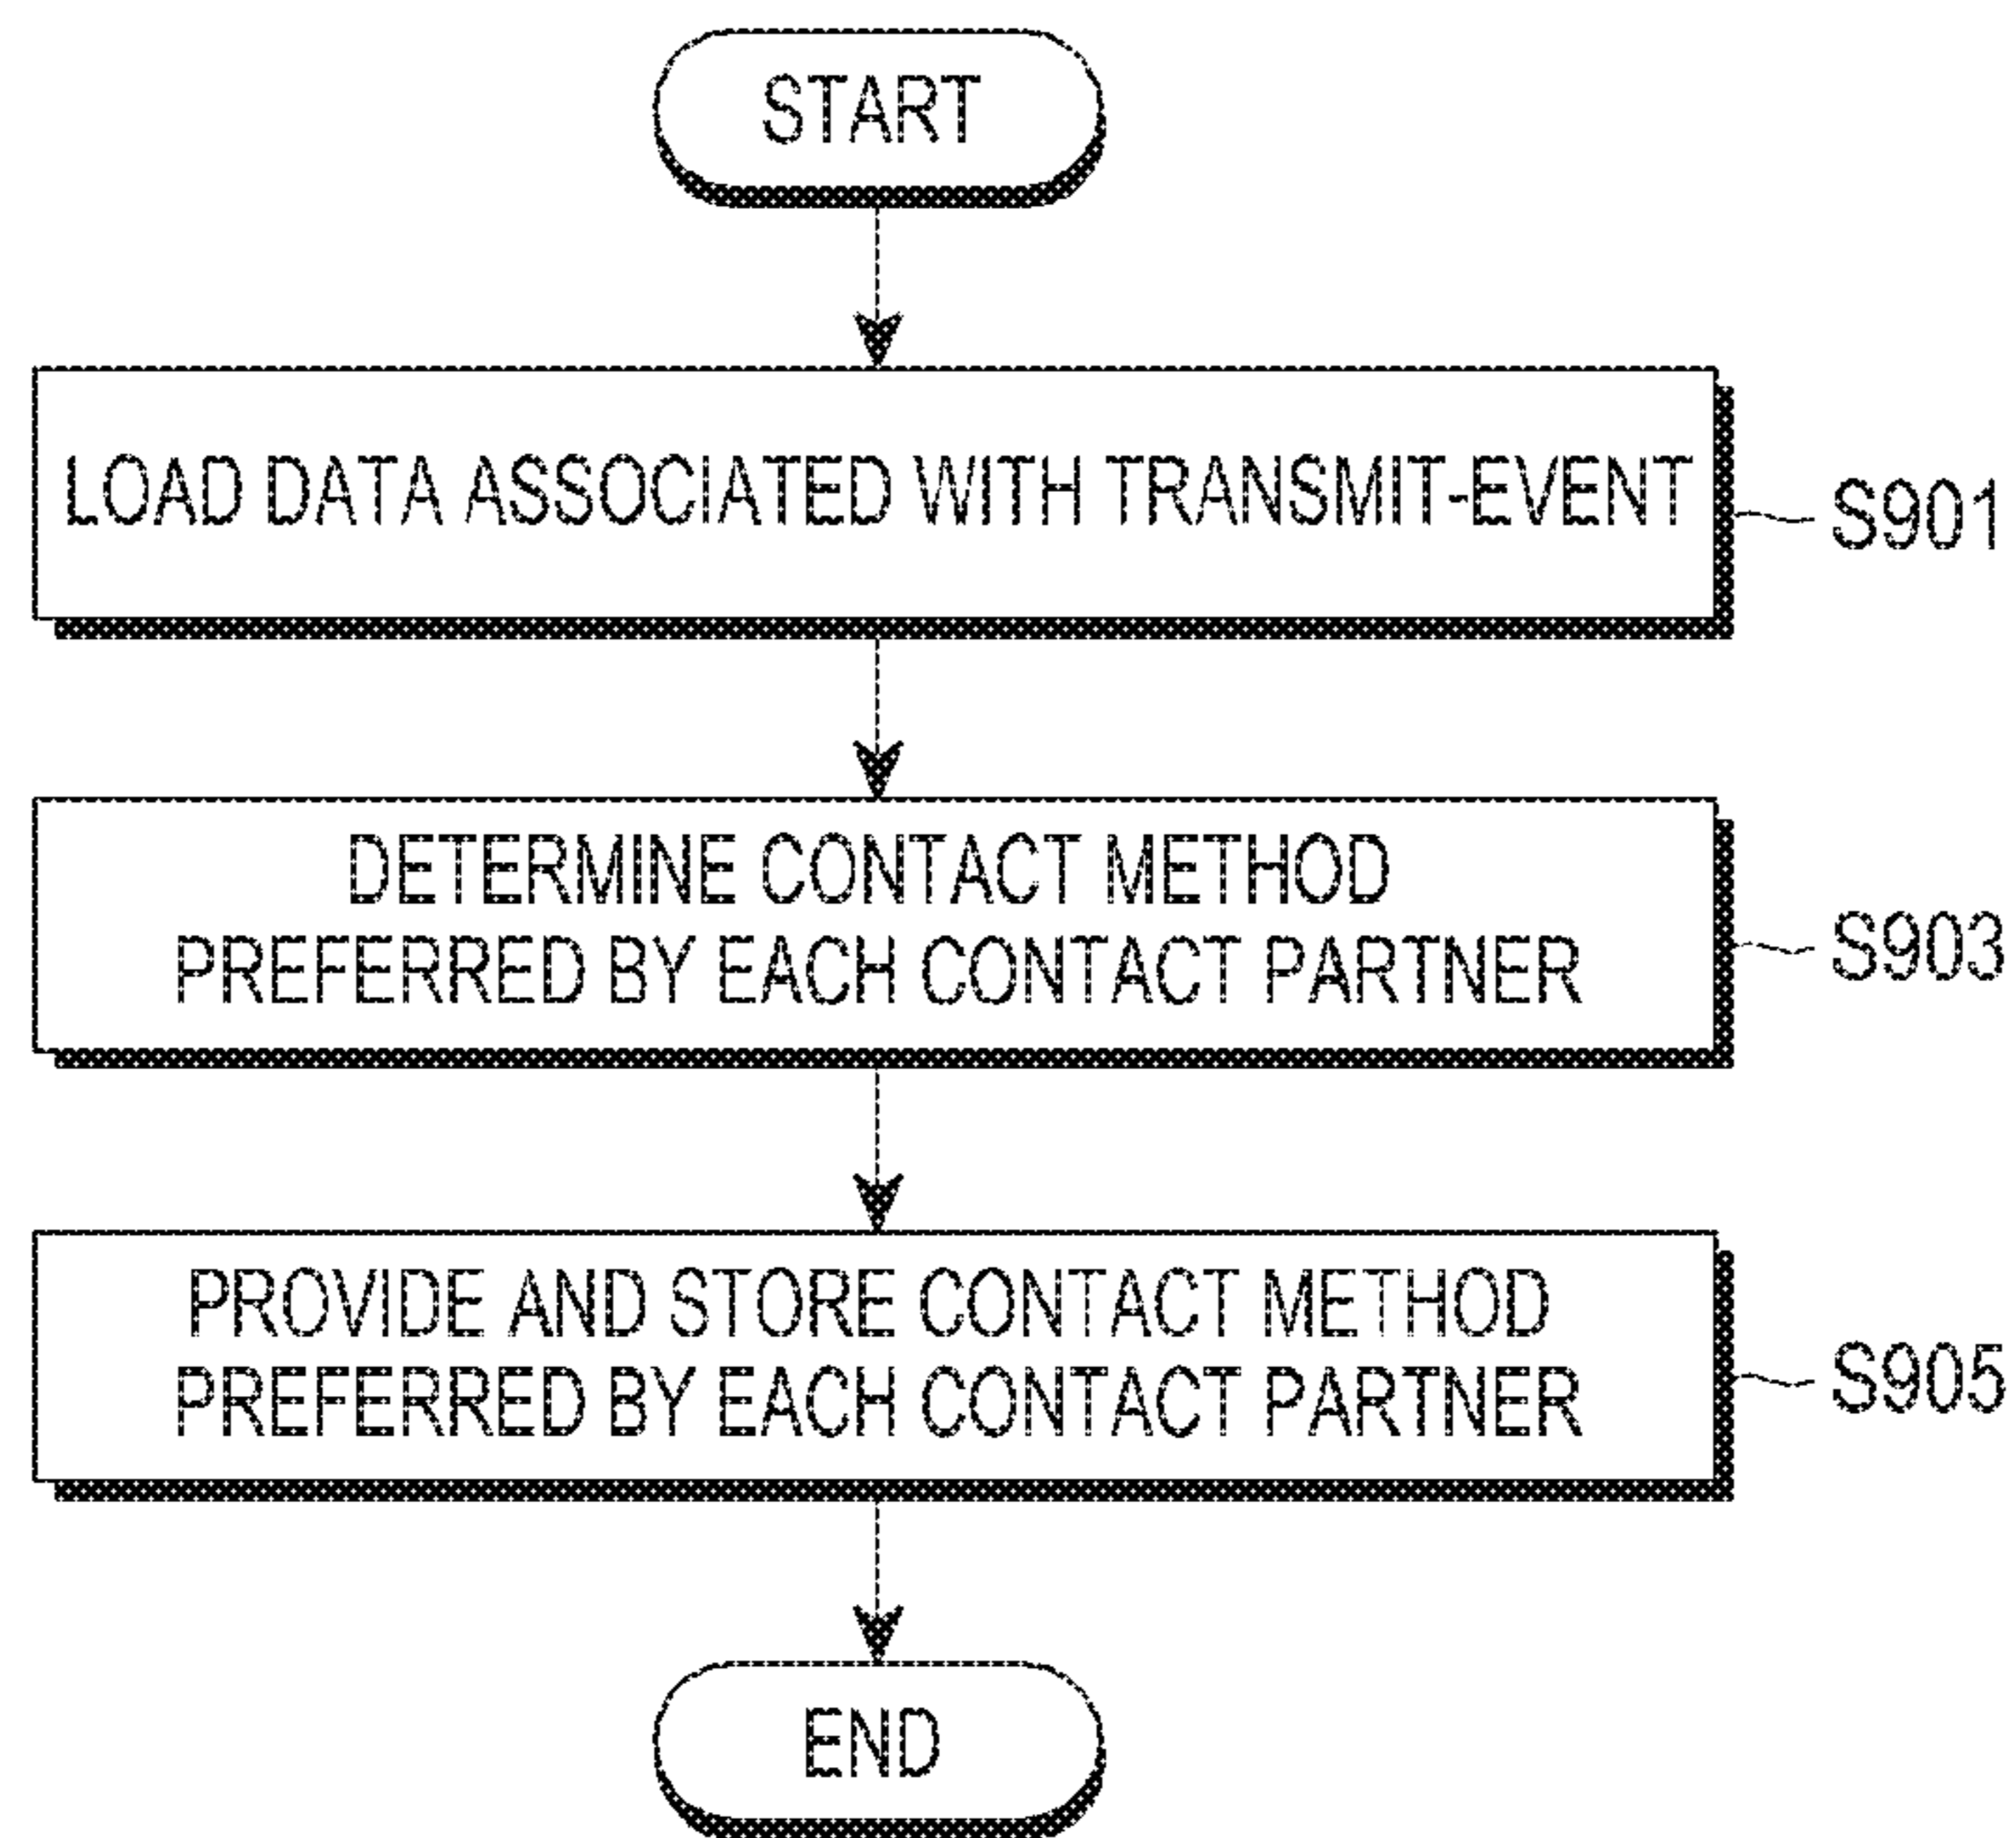 START
LOAD DATA ASSOCIATED WITH TRANSMIT-EVENT
S901
DETERMINE CONTACT METHOD
PREFERRED BY EACH CONTACT PARTNER
S903
PROVIDE AND STORE CONTACT METHOD
PREFERRED BY EACH CONTACT PARTNER
S905
END